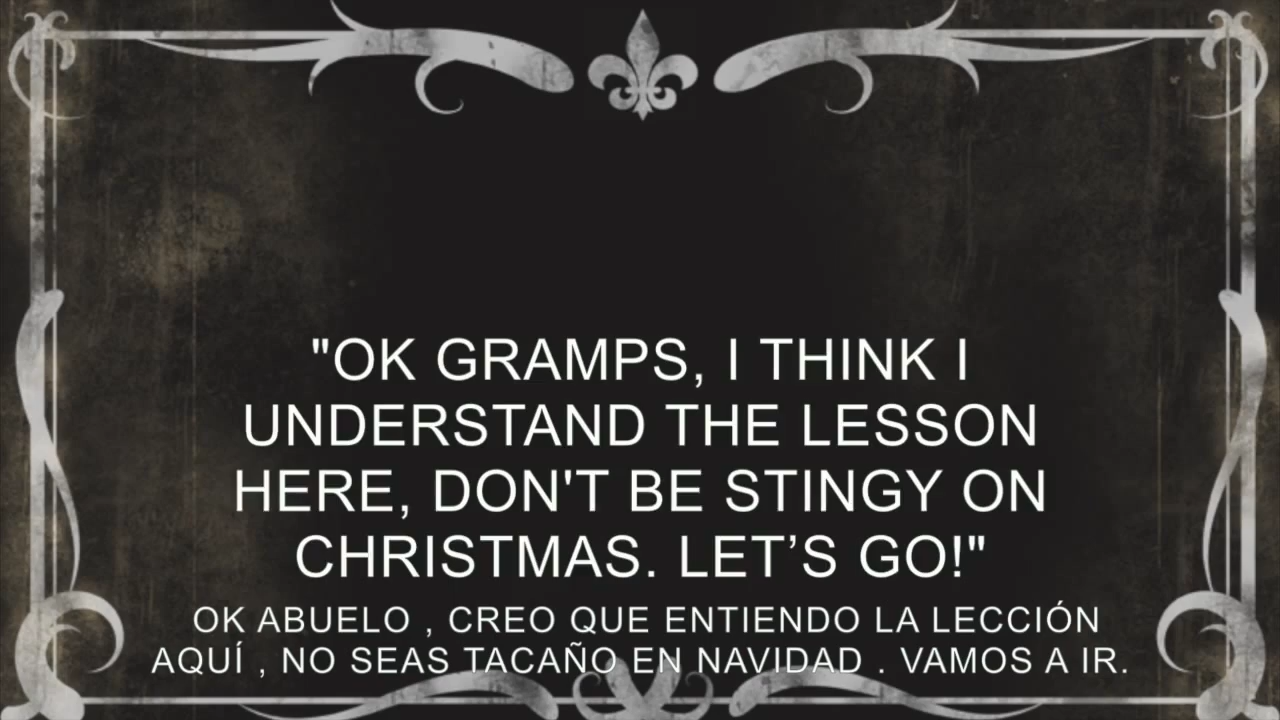 "OK GRAMPS, I THINK I
UNDERSTAND THE LESSON
HERE, DON'T BE STINGY ON
CHRISTMAS. LET’S GO!"
OK ABUELO , CREO QUE ENTIENDO LA LECCIÓN
AQUÍ , NO SEAS TACAÑO EN NAVIDAD . VAMOS A IR.